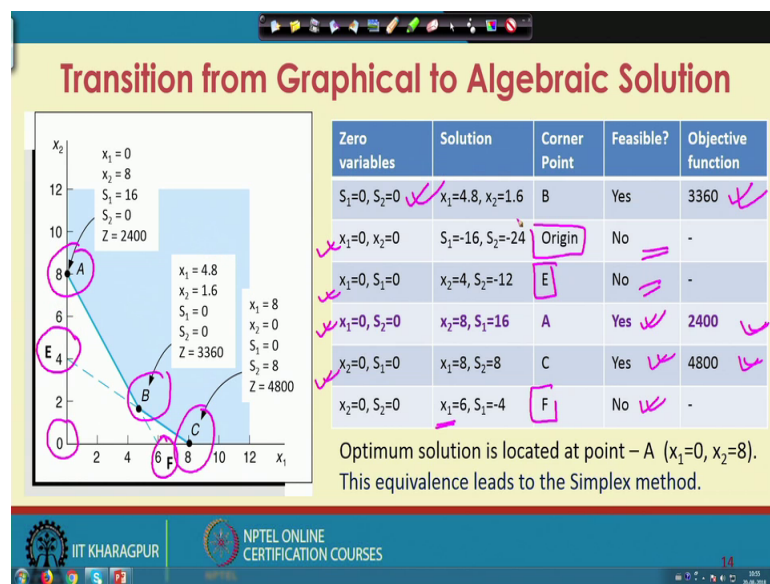 Transition from Graphical to Algebraic Solution
x₂
12
10
8
6
4
2
0
2
4
6
8
10
12
x₁
A
B
C
E
F
x₁ = 0
x₂ = 8
S₁ = 16
S₂ = 0
Z = 2400
x₁ = 4.8
x₂ = 1.6
S₁ = 0
S₂ = 0
Z = 3360
x₁ = 8
x₂ = 0
S₁ = 0
S₂ = 8
Z = 4800
Zero variables Solution Corner Point Feasible? Objective function
S₁=0, S₂=0 x₁=4.8, x₂=1.6 B Yes 3360
x₁=0, x₂=0 S₁=-16, S₂=-24 Origin No -
x₁=0, S₁=0 x₂=4, S₂=-12 E No -
x₁=0, S₂=0 x₂=8, S₁=16 A Yes 2400
x₂=0, S₁=0 x₁=8, S₂=8 C Yes 4800
x₂=0, S₂=0 x₁=6, S₁=-4 F No -
Optimum solution is located at point – A (x₁=0, x₂=8).
This equivalence leads to the Simplex method.
IIT KHARAGPUR
NPTEL ONLINE
CERTIFICATION COURSES
14
10:55